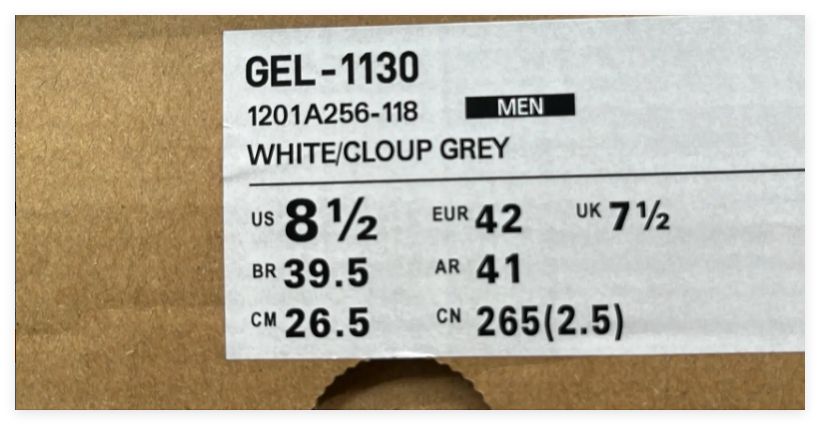 GEL-1130
1201A256-118 MEN
WHITE/CLOUP GREY
US 8½ EUR 42 UK 7½
BR 39.5 AR 41
CM 26.5 CN 265(2.5)